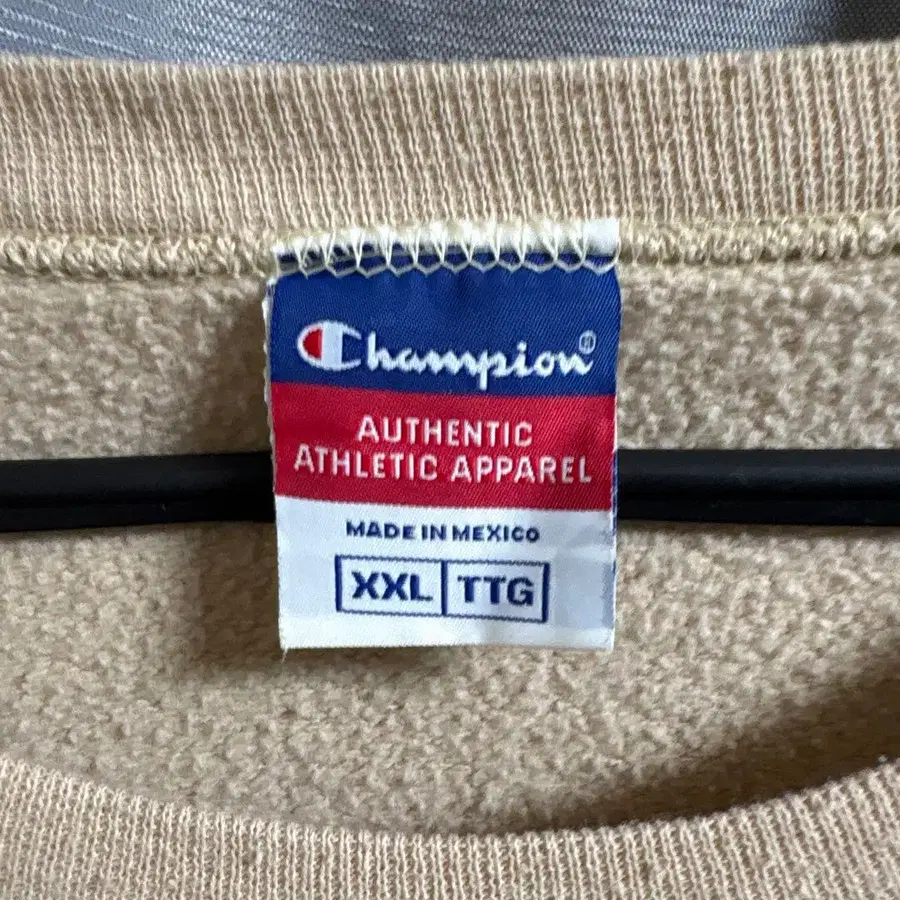 Champion®
AUTHENTIC
ATHLETIC APPAREL
MADE IN MEXICO
XXL TTG